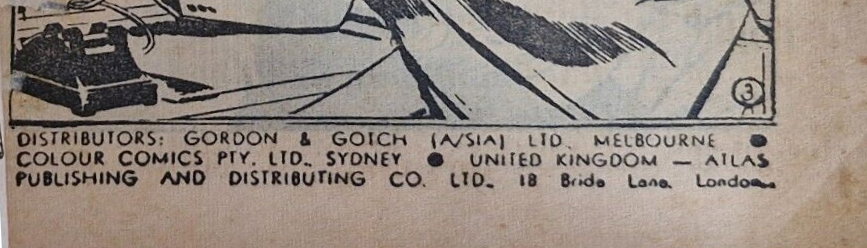 3
DISTRIBUTORS: GORDON & GOTCH (A/SIA) LTD. MELBOURNE ●
COLOUR COMICS PTY. LTD., SYDNEY ● UNITED KINGDOM — ATLAS
PUBLISHING AND DISTRIBUTING CO. LTD., 18 Bride Lane, London.